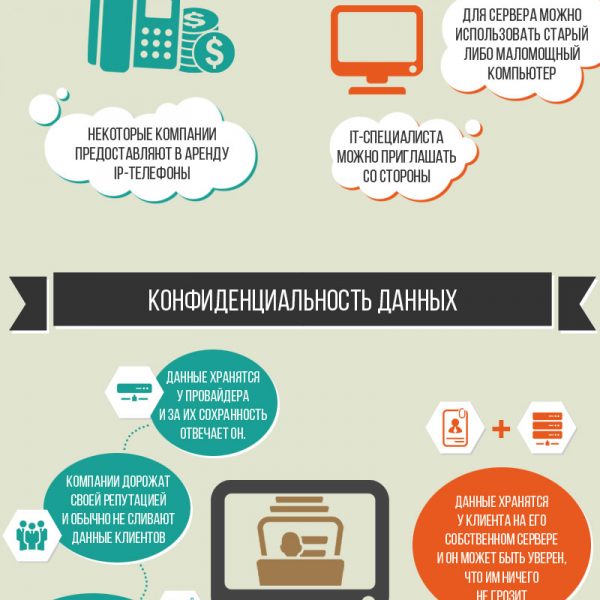 ДЛЯ СЕРВЕРА МОЖНО
ИСПОЛЬЗОВАТЬ СТАРЫЙ
ЛИБО МАЛОМОЩНЫЙ
КОМПЬЮТЕР
НЕКОТОРЫЕ КОМПАНИИ
ПРЕДОСТАВЛЯЮТ В АРЕНДУ
IP-ТЕЛЕФОНЫ
IT-СПЕЦИАЛИСТА
МОЖНО ПРИГЛАШАТЬ
СО СТОРОНЫ
КОНФИДЕНЦИАЛЬНОСТЬ ДАННЫХ
ДАННЫЕ ХРАНЯТСЯ
У ПРОВАЙДЕРА
И ЗА ИХ СОХРАННОСТЬ
ОТВЕЧАЕТ ОН.
КОМПАНИИ ДОРОЖАТ
СВОЕЙ РЕПУТАЦИЕЙ
И ОБЫЧНО НЕ СЛИВАЮТ
ДАННЫЕ КЛИЕНТОВ
ДАННЫЕ ХРАНЯТСЯ
У КЛИЕНТА НА ЕГО
СОБСТВЕННОМ СЕРВЕРЕ
И ОН МОЖЕТ БЫТЬ УВЕРЕН,
ЧТО ИМ НИЧЕГО
НЕ ГРОЗИТ